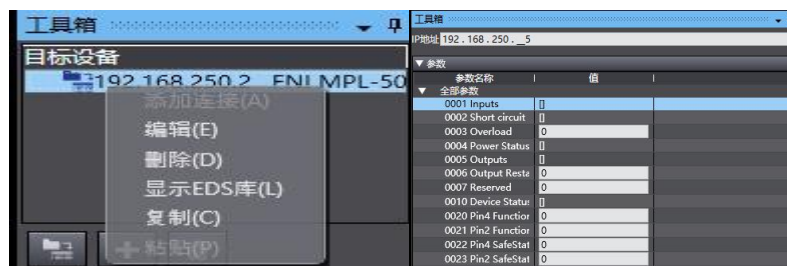 工具箱
目标设备
192.168.250.2 ENI MPL-50
添加连接(A)
编辑(E)
删除(D)
显示EDS库(L)
复制(C)
粘贴(P)
工具箱
IP地址 192 . 168 . 250 . __5
▼ 参数
参数名称 值
▼ 全部参数
0001 Inputs []
0002 Short circuit []
0003 Overload 0
0004 Power Status []
0005 Outputs []
0006 Output Resta 0
0007 Reserved 0
0010 Device Status []
0020 Pin4 Function 0
0021 Pin2 Function 0
0022 Pin4 SafeStat 0
0023 Pin2 SafeStat 0